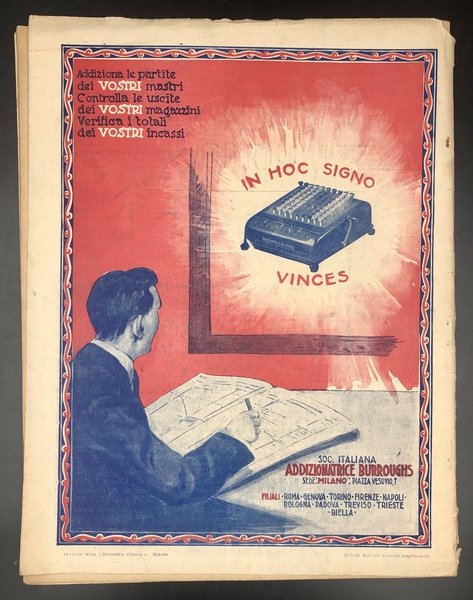 Addiziona le partite
dei VOSTRI mastri
Controlla le uscite
dei VOSTRI magazzini
Verifica i totali
dei VOSTRI incassi
IN HOC SIGNO
VINCES
SOC. ITALIANA
ADDIZIONATRICE BURROUGHS
SEDE: MILANO: PIAZZA VESUVIO, 7
FILIALI · ROMA · GENOVA · TORINO · FIRENZE · NAPOLI ·
BOLOGNA · PADOVA · TREVISO · TRIESTE
· BIELLA ·
MILANO